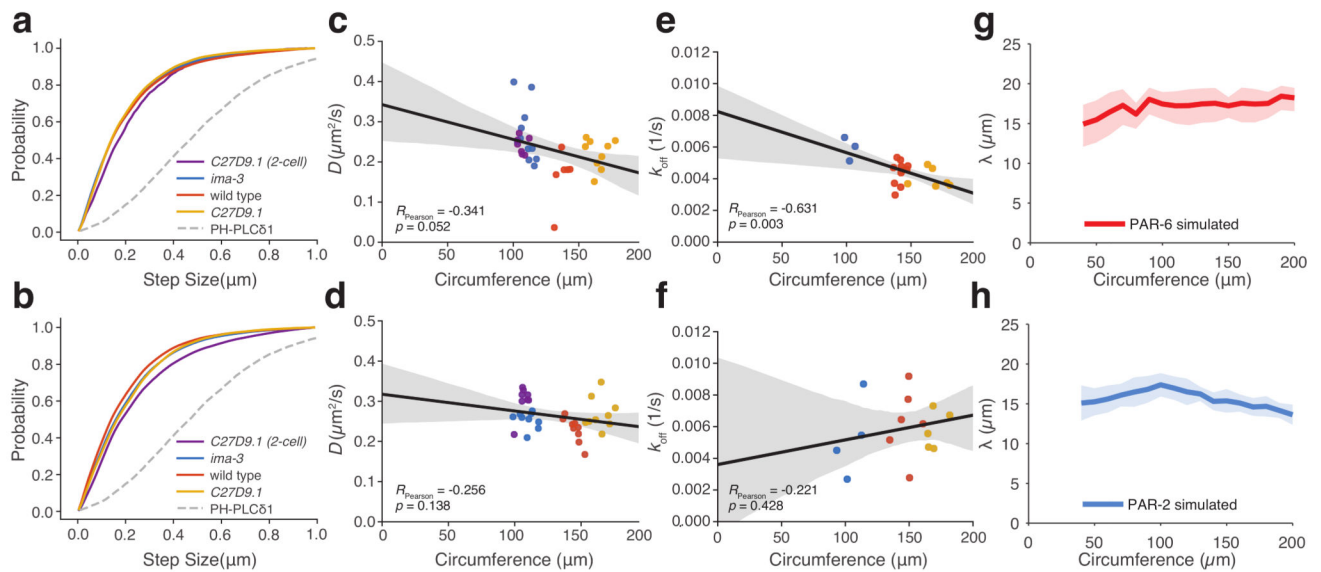 a
Probability
1.0
0.8
0.6
0.4
0.2
0.0
C27D9.1 (2-cell)
ima-3
wild type
C27D9.1
PH-PLCδ1
0.0 0.2 0.4 0.6 0.8 1.0
Step Size(μm)
b
Probability
1.0
0.8
0.6
0.4
0.2
0.0
C27D9.1 (2-cell)
ima-3
wild type
C27D9.1
PH-PLCδ1
0.0 0.2 0.4 0.6 0.8 1.0
Step Size(μm)
c
D(μm²/s)
0.5
0.4
0.3
0.2
0.1
0.0
R Pearson = -0.341
p = 0.052
0 50 100 150 200
Circumference (μm)
d
D(μm²/s)
0.5
0.4
0.3
0.2
0.1
0.0
R Pearson = -0.256
p = 0.138
0 50 100 150 200
Circumference (μm)
e
k off (1/s)
0.012
0.010
0.008
0.006
0.004
0.002
0.000
R Pearson = -0.631
p = 0.003
0 50 100 150 200
Circumference (μm)
f
k off (1/s)
0.012
0.010
0.008
0.006
0.004
0.002
0.000
R Pearson = -0.221
p = 0.428
0 50 100 150 200
Circumference (μm)
g
λ (μm)
25
20
15
10
5
0
PAR-6 simulated
50 100 150 200
Circumference (μm)
h
λ (μm)
25
20
15
10
5
0
PAR-2 simulated
50 100 150 200
Circumference (μm)